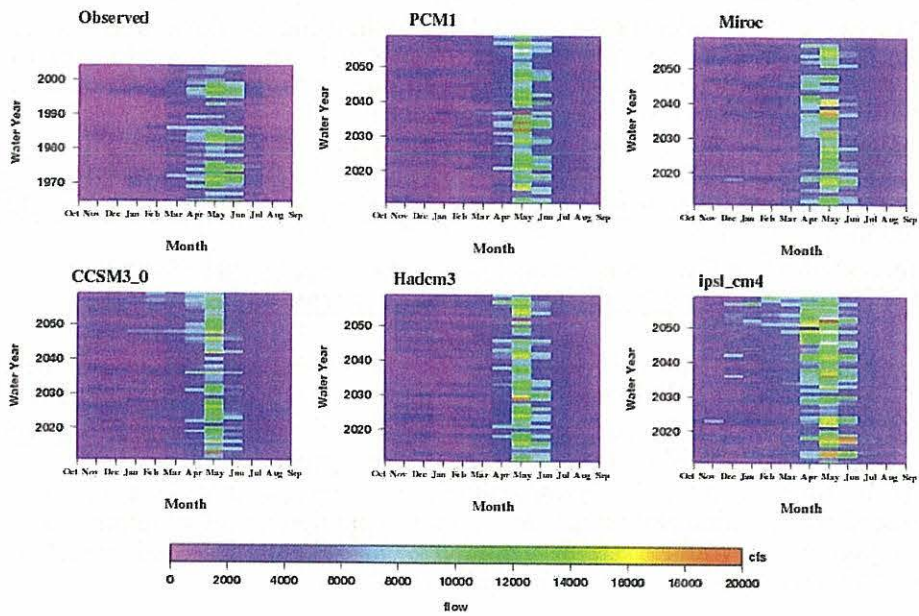 Observed
PCM1
Miroc
Water Year
2000
1990
1980
1970
Oct Nov Dec Jan Feb Mar Apr May Jun Jul Aug Sep
Month
Water Year
2050
2040
2030
2020
Oct Nov Dec Jan Feb Mar Apr May Jun Jul Aug Sep
Month
Water Year
2050
2040
2030
2020
Oct Nov Dec Jan Feb Mar Apr May Jun Jul Aug Sep
Month
CCSM3_0
Hadcm3
ipsl_cm4
Water Year
2050
2040
2030
2020
Oct Nov Dec Jan Feb Mar Apr May Jun Jul Aug Sep
Month
Water Year
2050
2040
2030
2020
Oct Nov Dec Jan Feb Mar Apr May Jun Jul Aug Sep
Month
Water Year
2050
2040
2030
2020
Oct Nov Dec Jan Feb Mar Apr May Jun Jul Aug Sep
Month
cfs
0 2000 4000 6000 8000 10000 12000 14000 16000 18000 20000
flow